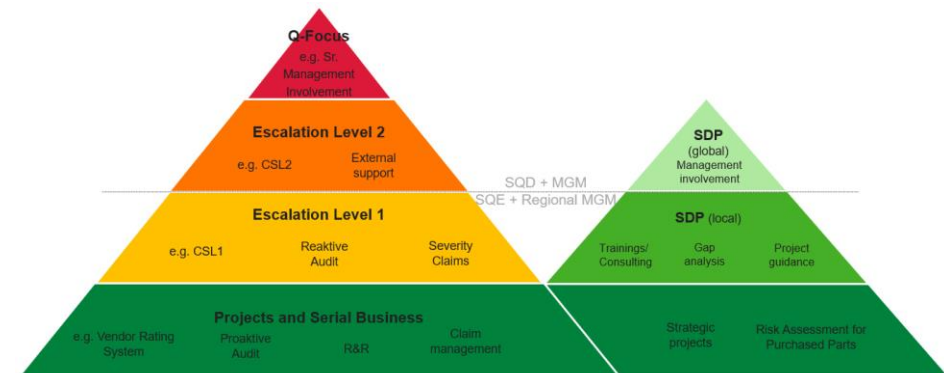 Q-Focus
e.g. Sr.
Management
Involvement
Escalation Level 2
e.g. CSL2
External
support
SDP
(global)
Management
involvement
SQD + MGM
SQE + Regional MGM
Escalation Level 1
e.g. CSL1
Reaktive
Audit
Severity
Claims
SDP (local)
Trainings/
Consulting
Gap
analysis
Project
guidance
Projects and Serial Business
e.g. Vendor Rating
System
Proaktive
Audit
R&R
Claim
management
Strategic
projects
Risk Assessment for
Purchased Parts